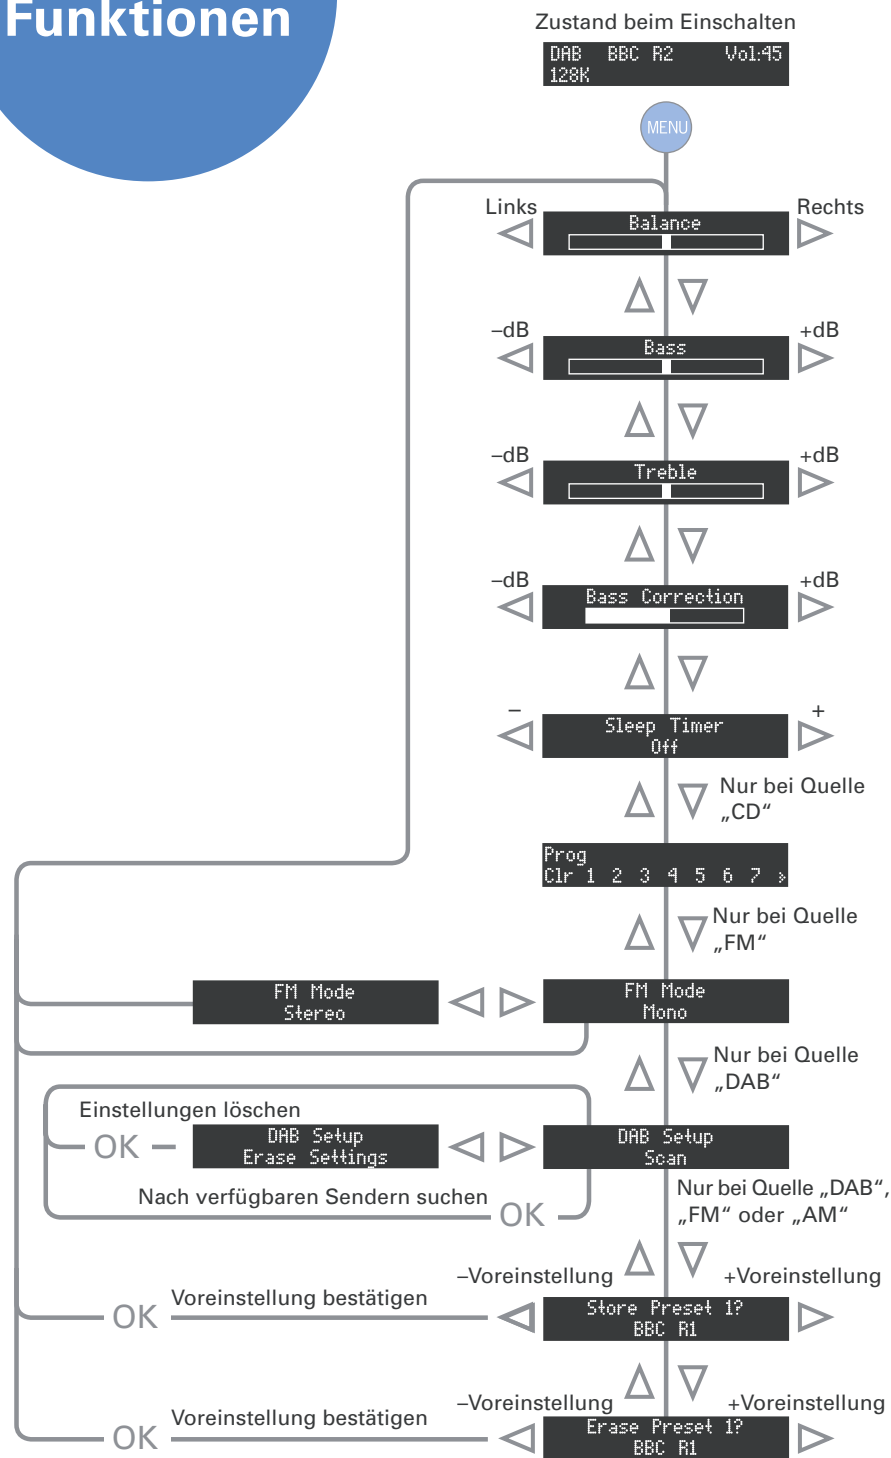 Funktionen
Zustand beim Einschalten
DAB BBC R2 Vol:45
128K
MENU
Links
Rechts
Balance
–dB
+dB
Bass
–dB
+dB
Treble
–dB
+dB
Bass Correction
–
+
Sleep Timer
Off
Nur bei Quelle
„CD“
Prog
Clr 1 2 3 4 5 6 7 »
Nur bei Quelle
„FM“
FM Mode
Stereo
FM Mode
Mono
Nur bei Quelle
„DAB“
Einstellungen löschen
OK
DAB Setup
Erase Settings
DAB Setup
Scan
Nach verfügbaren Sendern suchen
OK
Nur bei Quelle „DAB“,
„FM“ oder „AM“
–Voreinstellung
+Voreinstellung
OK
Voreinstellung bestätigen
Store Preset 1?
BBC R1
–Voreinstellung
+Voreinstellung
OK
Voreinstellung bestätigen
Erase Preset 1?
BBC R1